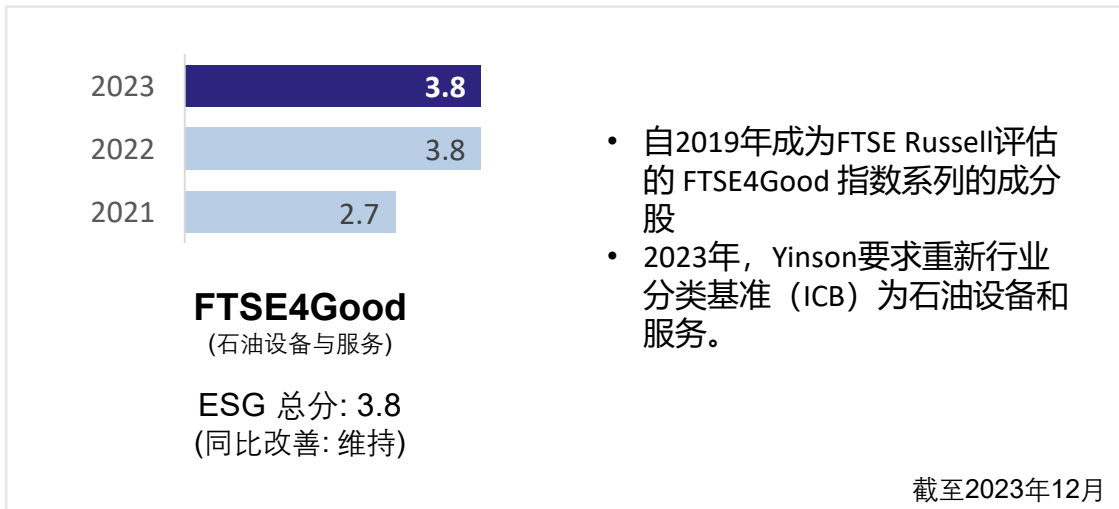 2023 3.8
2022 3.8
2021 2.7
FTSE4Good
(石油设备与服务)
ESG 总分: 3.8
(同比改善: 维持)
• 自2019年成为FTSE Russell评估
的 FTSE4Good 指数系列的成分
股
• 2023年，Yinson要求重新行业
分类基准（ICB）为石油设备和
服务。
截至2023年12月